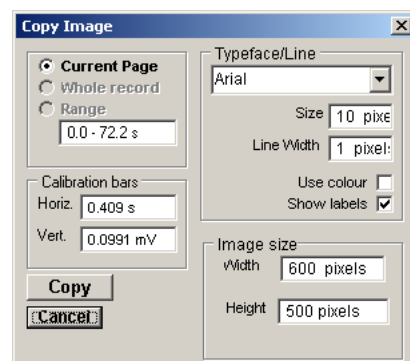 Copy Image
Current Page
Whole record
Range
0.0 - 72.2 s
Calibration bars
Horiz. 0.409 s
Vert. 0.0991 mV
Copy
Cancel
Typeface/Line
Arial
Size 10 pixe
Line Width 1 pixel
Use colour
Show labels
Image size
Width 600 pixels
Height 500 pixels